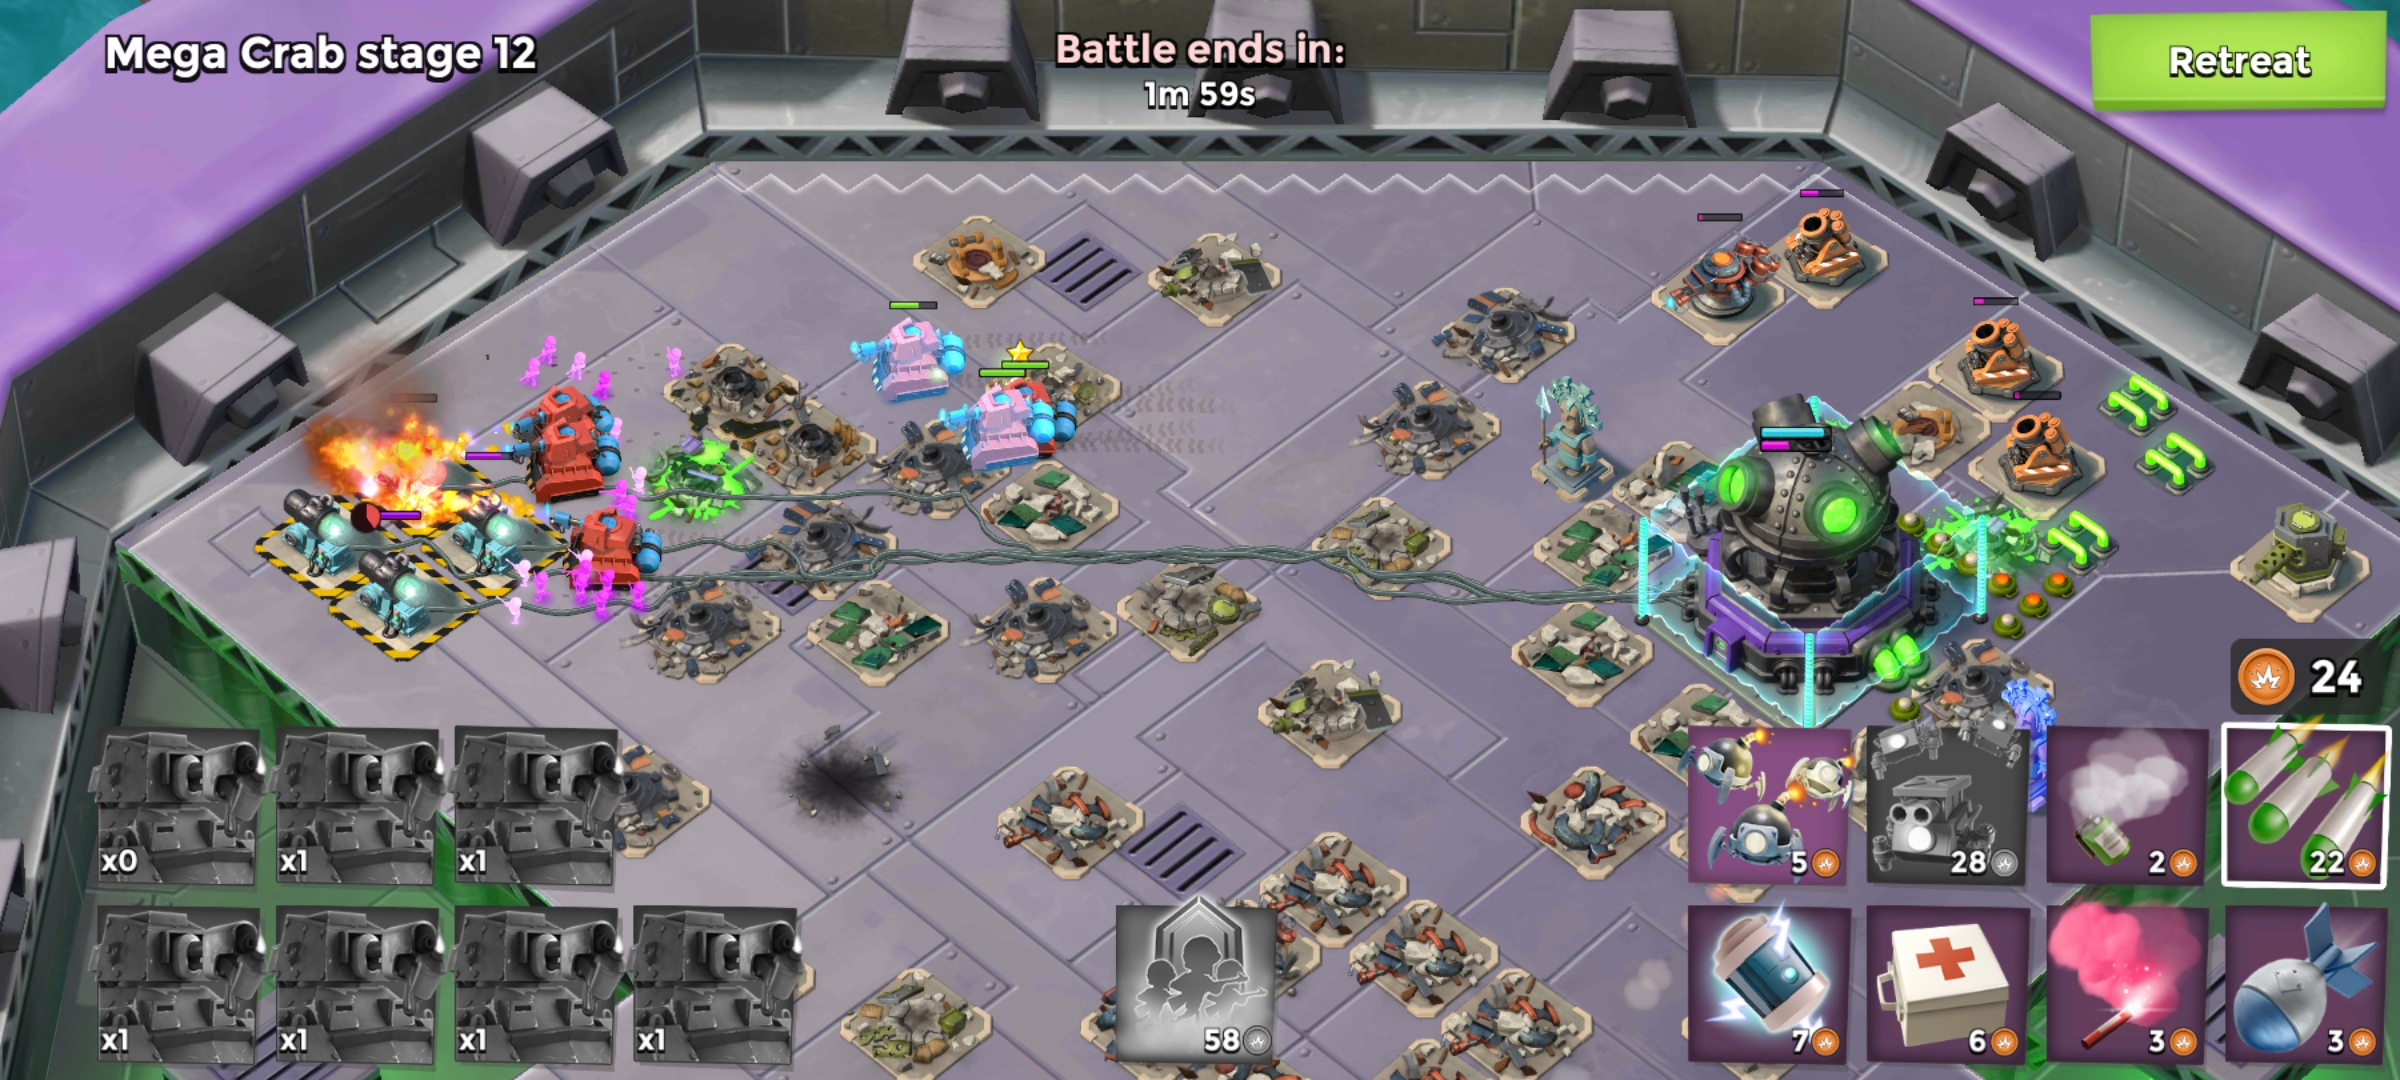 Mega Crab stage 12
Battle ends in:
1m 59s
Retreat
24
x0
x1
x1
5
28
2
22
x1
x1
x1
x1
58
7
6
3
3